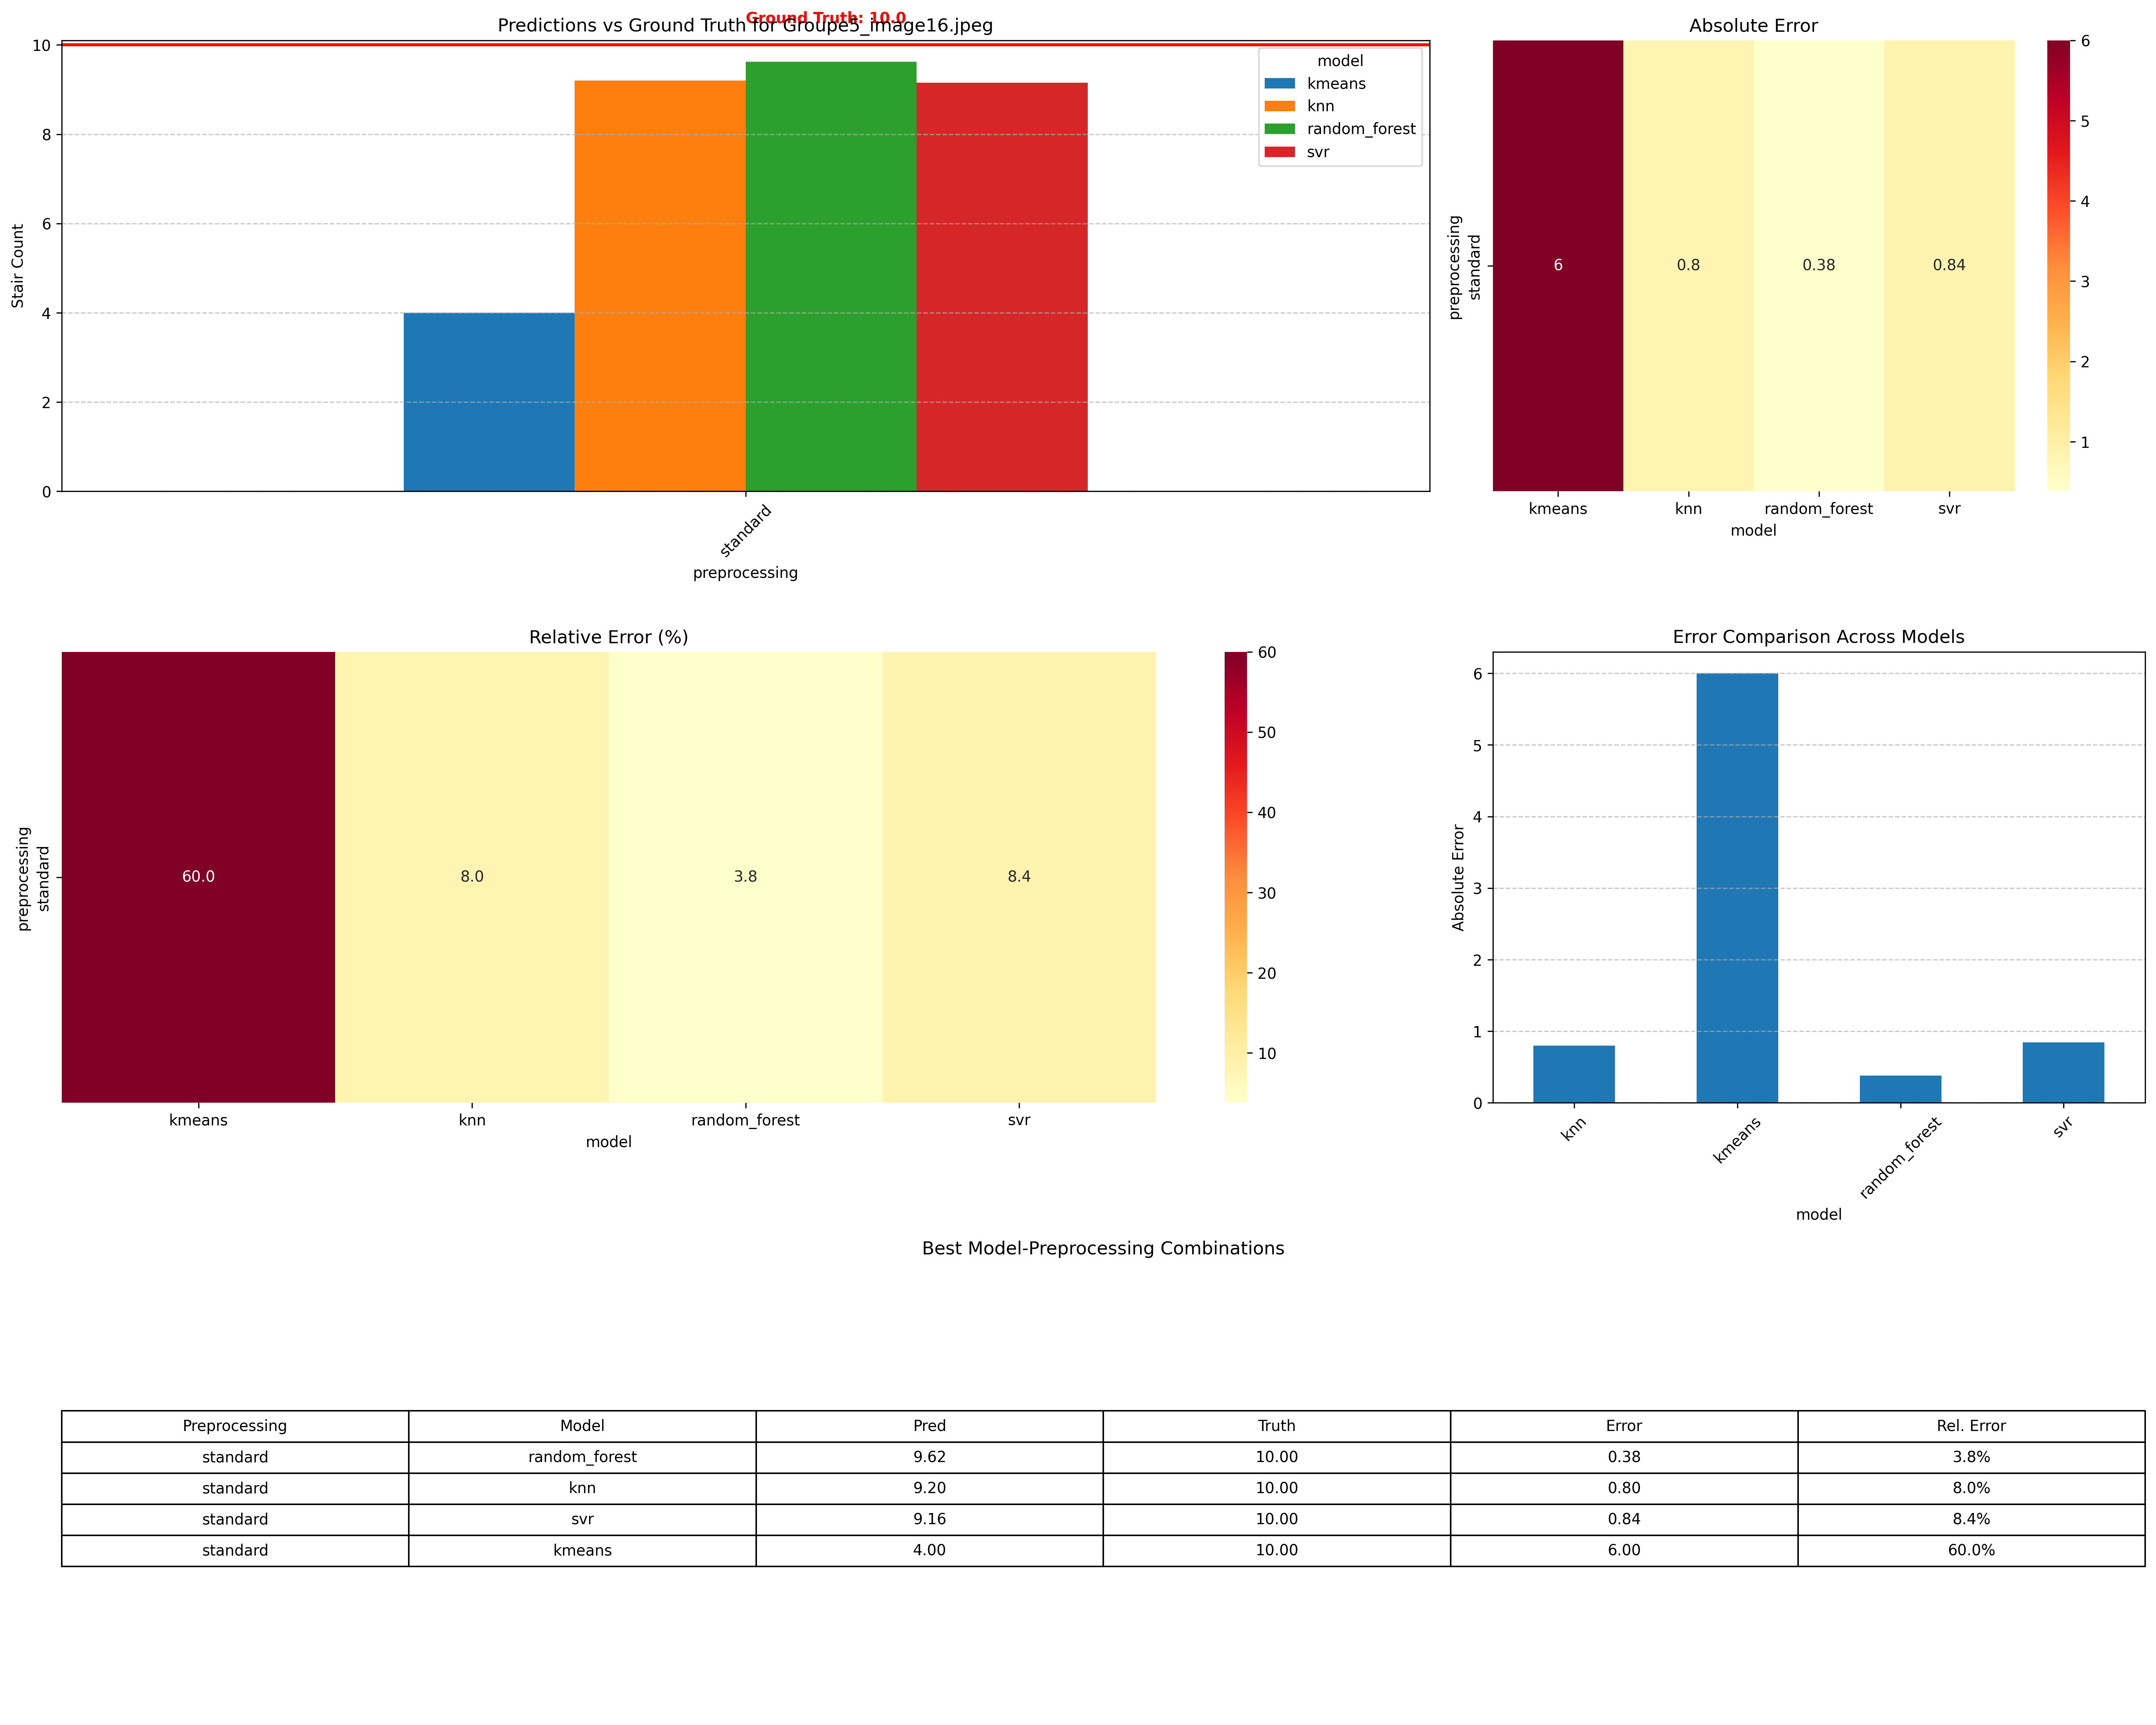 Ground Truth: 10.0
Predictions vs Ground Truth for Groupe5_image16.jpeg
10
8
6
4
2
0
Stair Count
standard
preprocessing
model
kmeans
knn
random_forest
svr
Absolute Error
6 0.8 0.38 0.84
preprocessing
standard
kmeans knn random_forest svr
model
6
5
4
3
2
1
Relative Error (%)
60.0 8.0 3.8 8.4
preprocessing
standard
kmeans knn random_forest svr
model
60
50
40
30
20
10
Error Comparison Across Models
6
5
4
3
2
1
0
Absolute Error
knn kmeans random_forest svr
model
Best Model-Preprocessing Combinations
Preprocessing Model Pred Truth Error Rel. Error
standard random_forest 9.62 10.00 0.38 3.8%
standard knn 9.20 10.00 0.80 8.0%
standard svr 9.16 10.00 0.84 8.4%
standard kmeans 4.00 10.00 6.00 60.0%